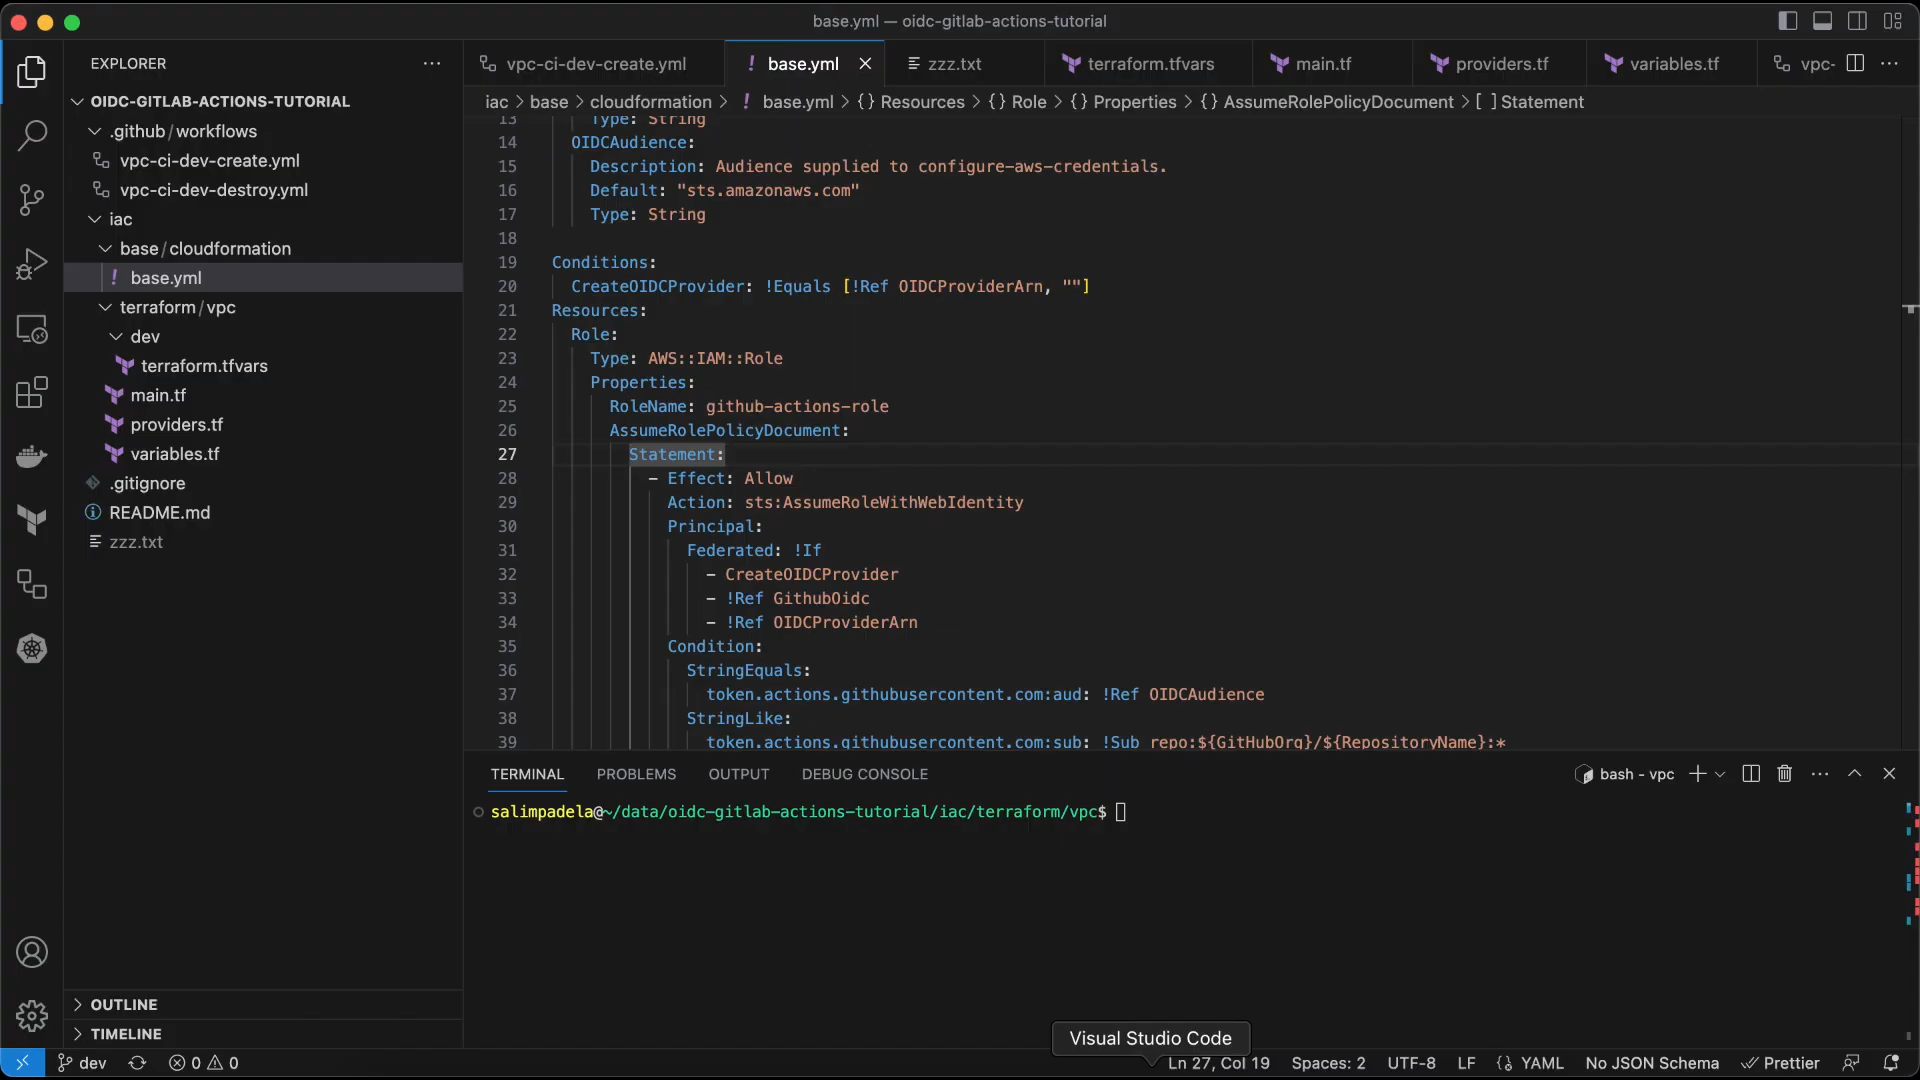 base.yml — oidc-gitlab-actions-tutorial
EXPLORER
OIDC-GITLAB-ACTIONS-TUTORIAL
.github/workflows
vpc-ci-dev-create.yml
vpc-ci-dev-destroy.yml
iac
base/cloudformation
! base.yml
terraform/vpc
dev
terraform.tfvars
main.tf
providers.tf
variables.tf
.gitignore
README.md
zzz.txt
OUTLINE
TIMELINE
vpc-ci-dev-create.yml ! base.yml zzz.txt terraform.tfvars main.tf providers.tf variables.tf vpc-
iac > base > cloudformation > ! base.yml > {} Resources > {} Role > {} Properties > {} AssumeRolePolicyDocument > [ ] Statement
13 Type: String
14 OIDCAudience:
15 Description: Audience supplied to configure-aws-credentials.
16 Default: "sts.amazonaws.com"
17 Type: String
18
19 Conditions:
20 CreateOIDCProvider: !Equals [!Ref OIDCProviderArn, ""]
21 Resources:
22 Role:
23 Type: AWS::IAM::Role
24 Properties:
25 RoleName: github-actions-role
26 AssumeRolePolicyDocument:
27 Statement:
28 - Effect: Allow
29 Action: sts:AssumeRoleWithWebIdentity
30 Principal:
31 Federated: !If
32 - CreateOIDCProvider
33 - !Ref GithubOidc
34 - !Ref OIDCProviderArn
35 Condition:
36 StringEquals:
37 token.actions.githubusercontent.com:aud: !Ref OIDCAudience
38 StringLike:
39 token.actions.githubusercontent.com:sub: !Sub repo:${GitHubOrg}/${RepositoryName}:*
TERMINAL PROBLEMS OUTPUT DEBUG CONSOLE bash - vpc
salimpadela@~/data/oidc-gitlab-actions-tutorial/iac/terraform/vpc$
Visual Studio Code
dev 0 0 Ln 27, Col 19 Spaces: 2 UTF-8 LF {} YAML No JSON Schema Prettier